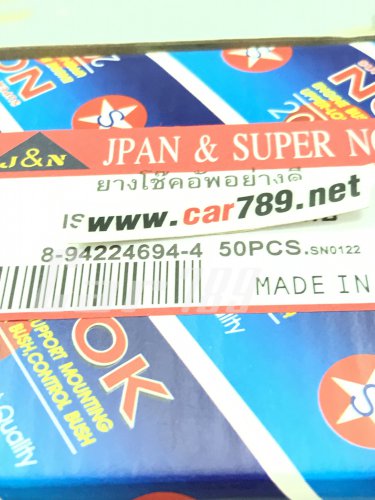 J&N JPAN & SUPER
ยางโช๊คอัพอย่างดี
IS
www.car789.net
8-94224694-4 50PCS. SN0122
MADE IN
OK
SUPPORT MOUNTING
BUSH, CONTROL BUSH
Quality